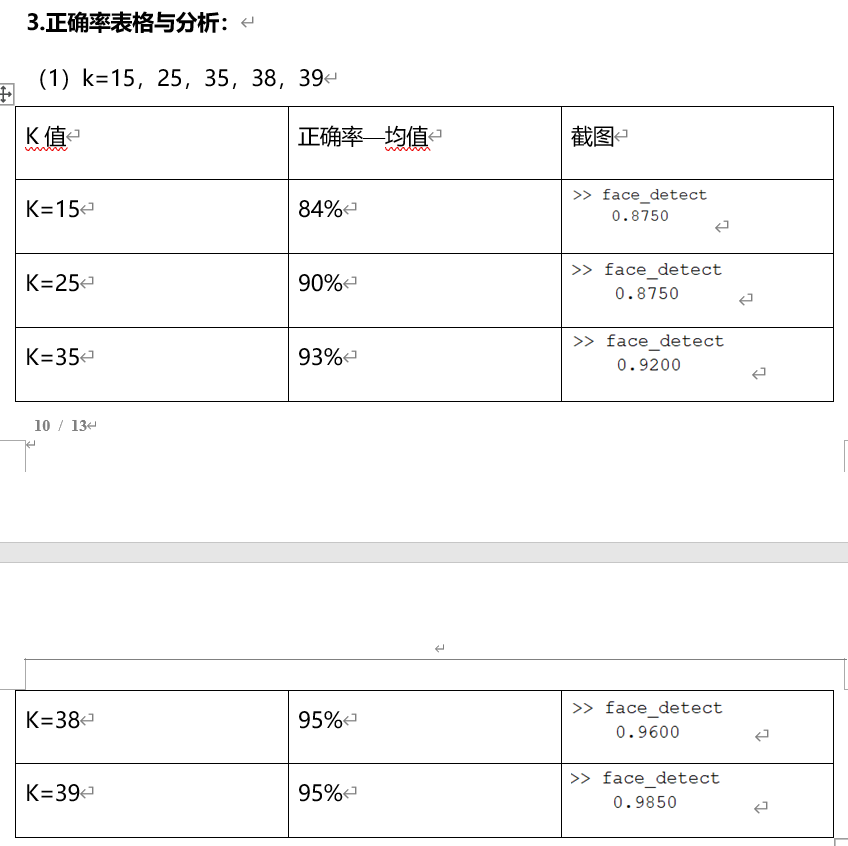 3.正确率表格与分析：
（1）k=15，25，35，38，39
K 值 正确率—均值 截图
K=15 84% >> face_detect
0.8750
K=25 90% >> face_detect
0.8750
K=35 93% >> face_detect
0.9200
10 / 13
K=38 95% >> face_detect
0.9600
K=39 95% >> face_detect
0.9850